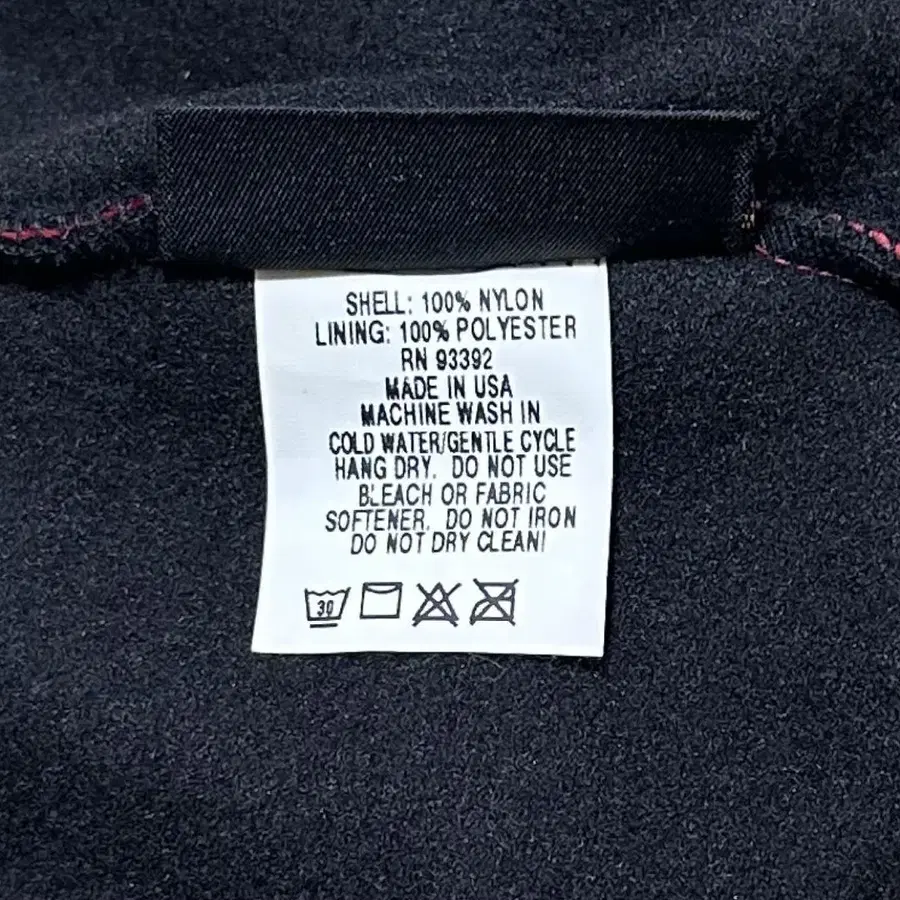 SHELL: 100% NYLON
LINING: 100% POLYESTER
RN 93392
MADE IN USA
MACHINE WASH IN
COLD WATER/GENTLE CYCLE
HANG DRY. DO NOT USE
BLEACH OR FABRIC
SOFTENER. DO NOT IRON
DO NOT DRY CLEAN!
30